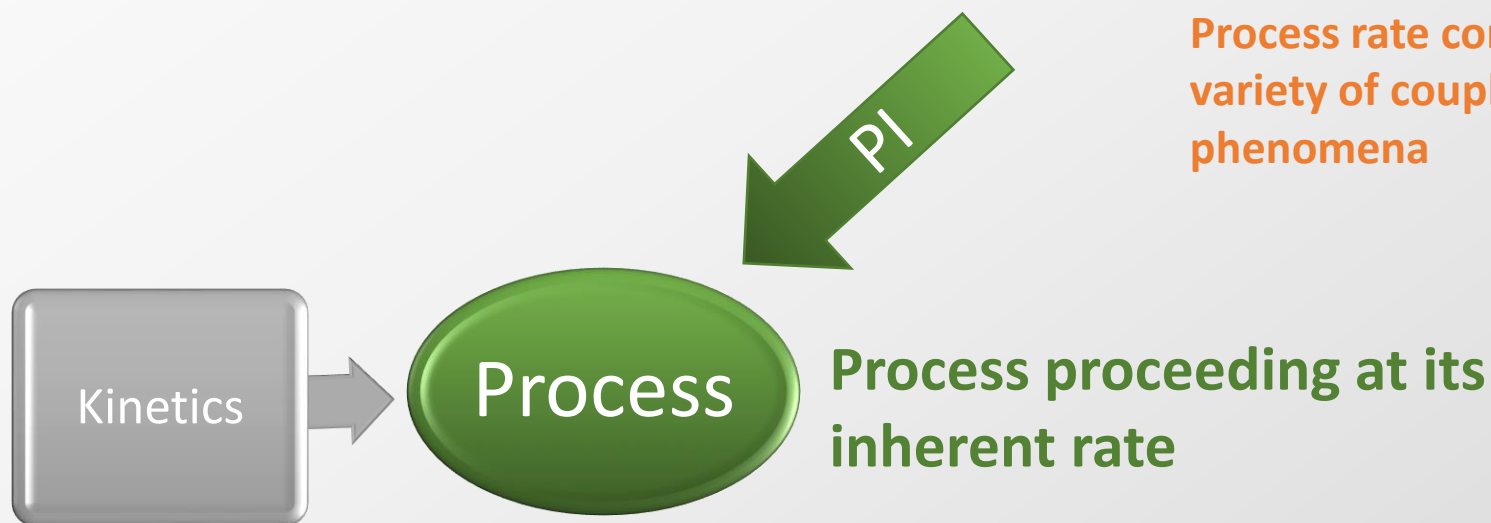 Process rate
variety of
phenomena
PI
Process proceeding at its
inherent rate
Process
Kinetics